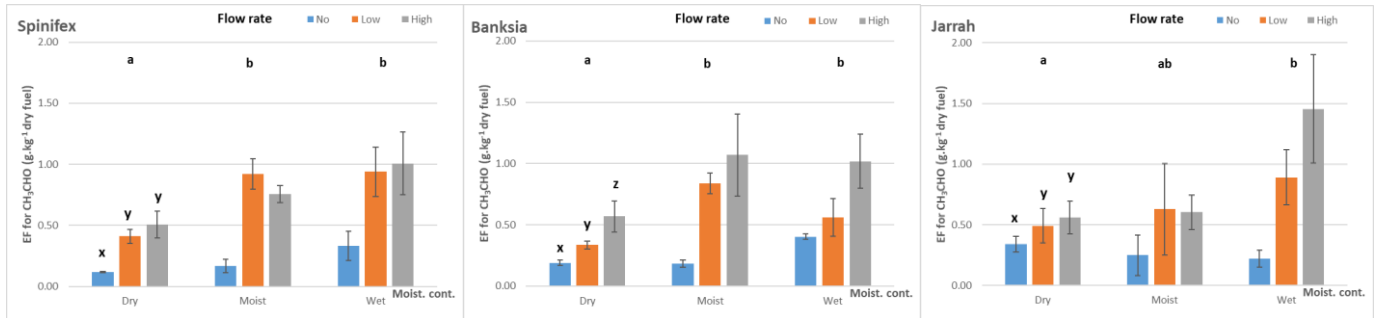 Spinifex
Flow rate
No Low High
2.00
1.50
1.00
0.50
0.00
EF for CH₃CHO (g.kg⁻¹ dry fuel)
a b b
x y y
Dry Moist Wet
Moist. cont.
Banksia
Flow rate
No Low High
2.00
1.50
1.00
0.50
0.00
EF for CH₃CHO (g.kg⁻¹ dry fuel)
a b b
x y z
Dry Moist Wet
Moist. cont.
Jarrah
Flow rate
No Low High
2.00
1.50
1.00
0.50
0.00
EF for CH₃CHO (g.kg⁻¹ dry fuel)
a ab b
x y y
Dry Moist Wet
Moist. cont.